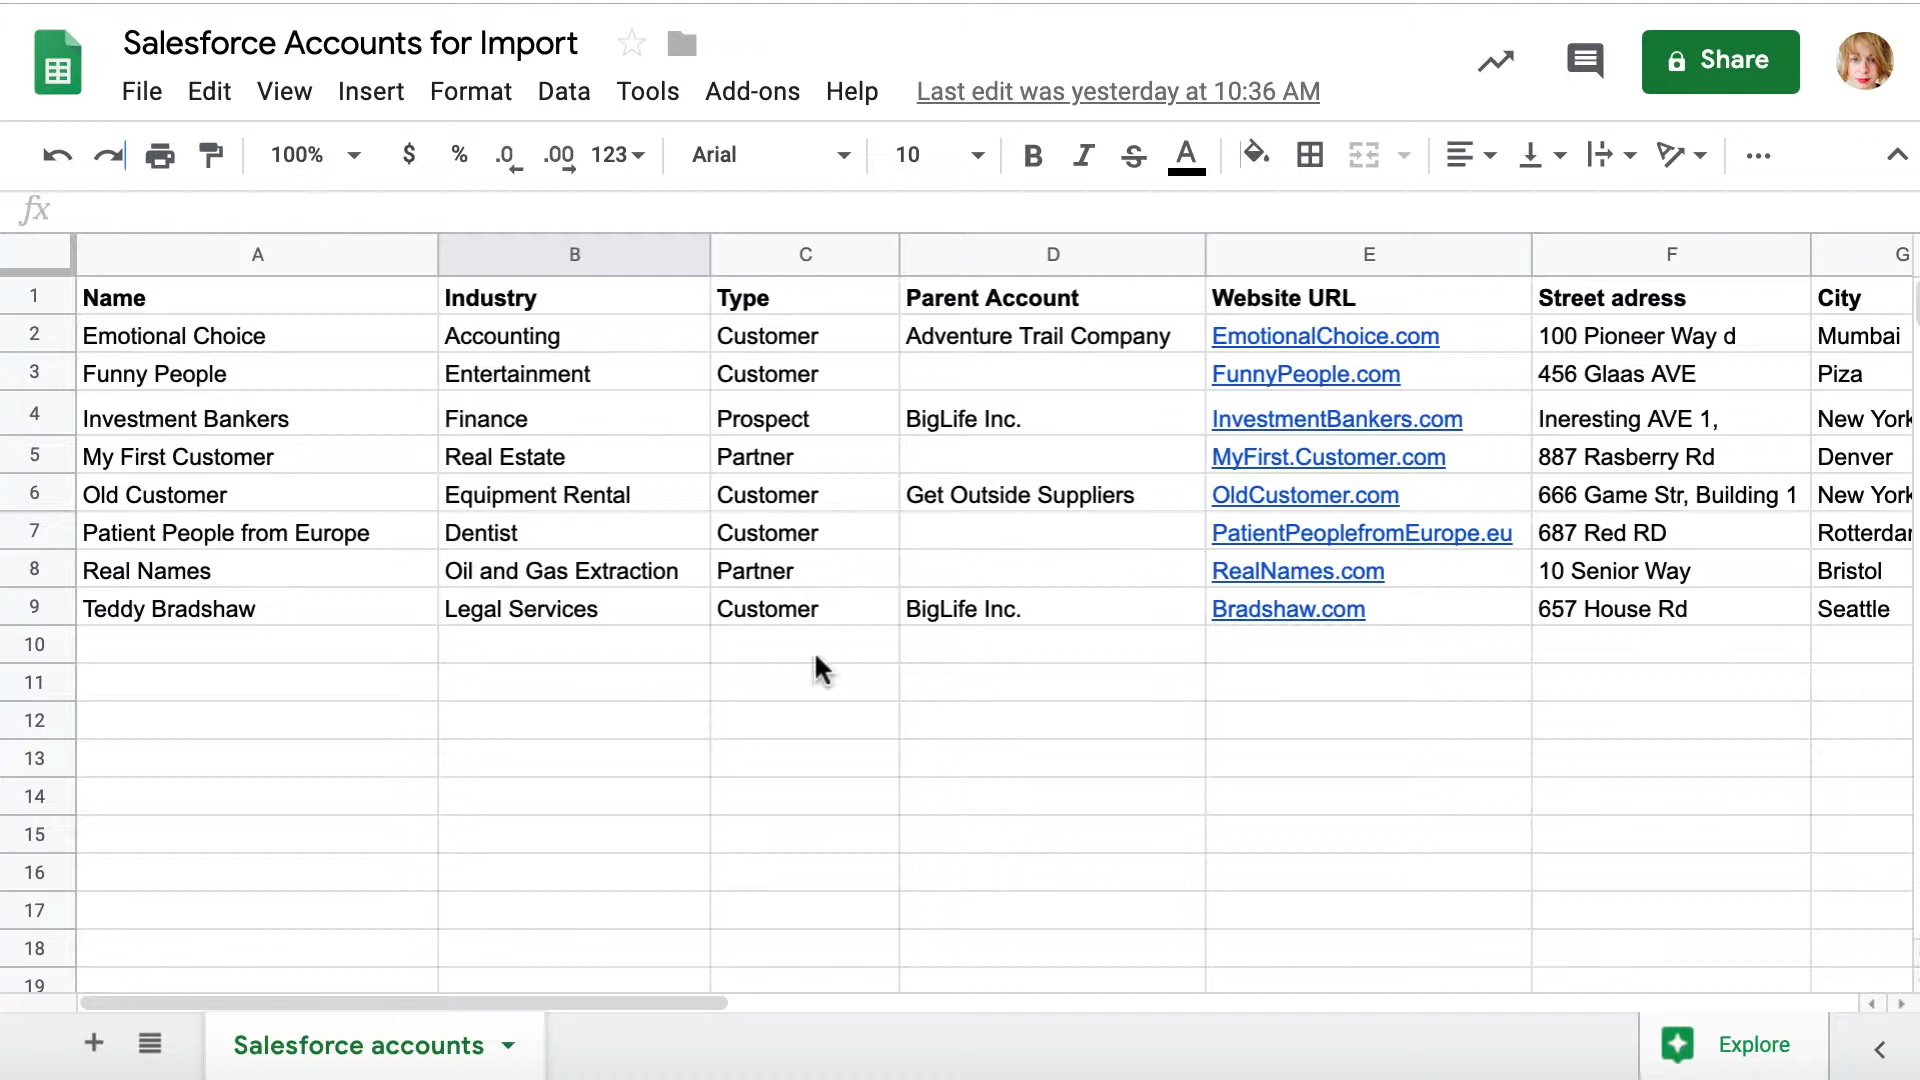 Salesforce Accounts for Import
File Edit View Insert Format Data Tools Add-ons Help Last edit was yesterday at 10:36 AM
Share
100% $ % .0 .00 123 Arial 10 B I S A
fx
A B C D E F G
1 Name Industry Type Parent Account Website URL Street adress City
2 Emotional Choice Accounting Customer Adventure Trail Company EmotionalChoice.com 100 Pioneer Way d Mumbai
3 Funny People Entertainment Customer FunnyPeople.com 456 Glaas AVE Piza
4 Investment Bankers Finance Prospect BigLife Inc. InvestmentBankers.com Ineresting AVE 1, New York
5 My First Customer Real Estate Partner MyFirst.Customer.com 887 Rasberry Rd Denver
6 Old Customer Equipment Rental Customer Get Outside Suppliers OldCustomer.com 666 Game Str, Building 1 New York
7 Patient People from Europe Dentist Customer PatientPeoplefromEurope.eu 687 Red RD Rotterdam
8 Real Names Oil and Gas Extraction Partner RealNames.com 10 Senior Way Bristol
9 Teddy Bradshaw Legal Services Customer BigLife Inc. Bradshaw.com 657 House Rd Seattle
10
11
12
13
14
15
16
17
18
19
Salesforce accounts
Explore